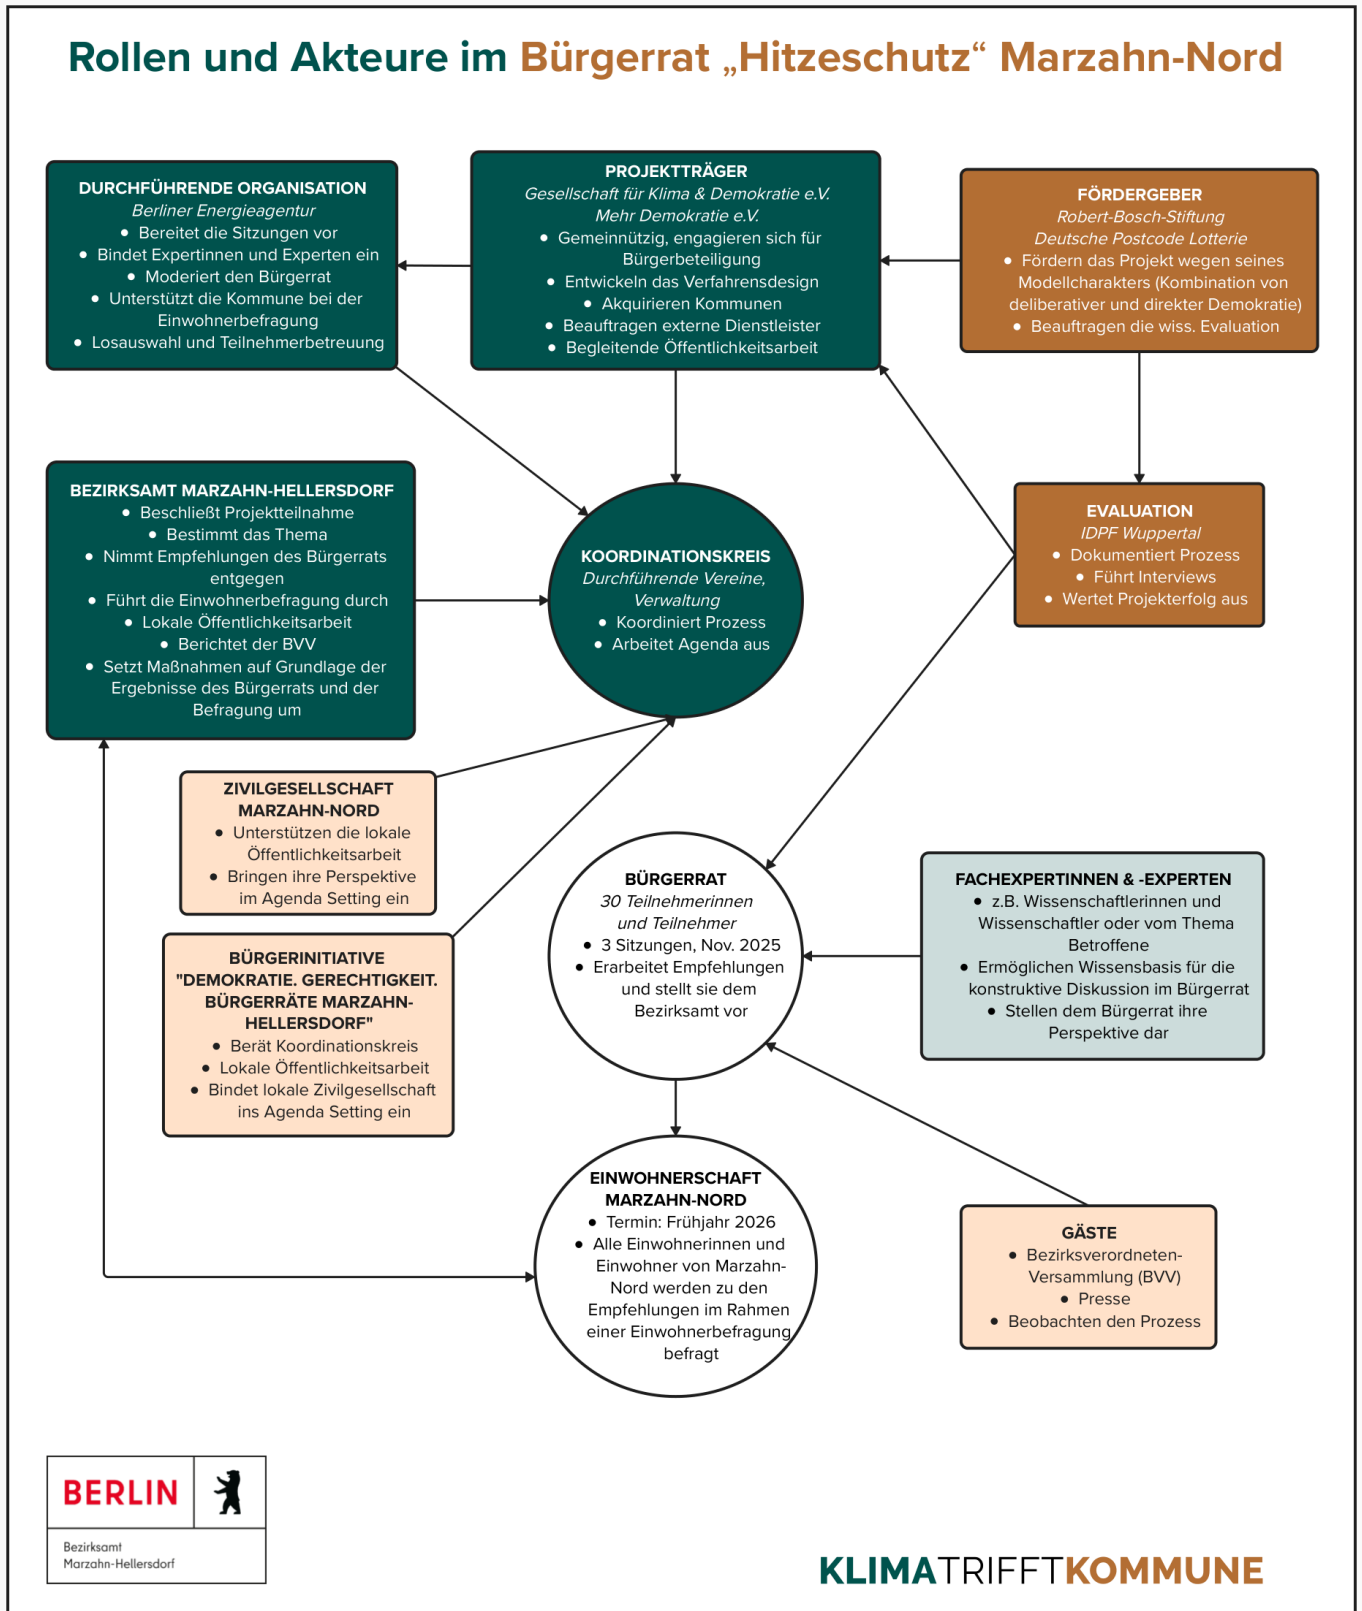 Rollen und Akteure im Bürgerrat „Hitzeschutz“ Marzahn-Nord
DURCHFÜHRENDE ORGANISATION
Berliner Energieagentur
• Bereitet die Sitzungen vor
• Bindet Expertinnen und Experten ein
• Moderiert den Bürgerrat
• Unterstützt die Kommune bei der
Einwohnerbefragung
• Losauswahl und Teilnehmerbetreuung
PROJEKTTRÄGER
Gesellschaft für Klima & Demokratie e.V.
Mehr Demokratie e.V.
• Gemeinnützig, engagieren sich für
Bürgerbeteiligung
• Entwickeln das Verfahrensdesign
• Akquirieren Kommunen
• Beauftragen externe Dienstleister
• Begleitende Öffentlichkeitsarbeit
FÖRDERGEBER
Robert-Bosch-Stiftung
Deutsche Postcode Lotterie
• Fördern das Projekt wegen seines
Modellcharakters (Kombination von
deliberativer und direkter Demokratie)
• Beauftragen die wiss. Evaluation
BEZIRKSAMT MARZAHN-HELLERSDORF
• Beschließt Projektteilnahme
• Bestimmt das Thema
• Nimmt Empfehlungen des Bürgerrats
entgegen
• Führt die Einwohnerbefragung durch
• Lokale Öffentlichkeitsarbeit
• Berichtet der BVV
• Setzt Maßnahmen auf Grundlage der
Ergebnisse des Bürgerrats und der
Befragung um
KOORDINATIONSKREIS
Durchführende Vereine,
Verwaltung
• Koordiniert Prozess
• Arbeitet Agenda aus
EVALUATION
IDPF Wuppertal
• Dokumentiert Prozess
• Führt Interviews
• Wertet Projekterfolg aus
ZIVILGESELLSCHAFT
MARZAHN-NORD
• Unterstützen die lokale
Öffentlichkeitsarbeit
• Bringen ihre Perspektive
im Agenda Setting ein
BÜRGERINITIATIVE
"DEMOKRATIE. GERECHTIGKEIT.
BÜRGERRÄTE MARZAHN-
HELLERSDORF"
• Berät Koordinationskreis
• Lokale Öffentlichkeitsarbeit
• Bindet lokale Zivilgesellschaft
ins Agenda Setting ein
BÜRGERRAT
30 Teilnehmerinnen
und Teilnehmer
• 3 Sitzungen, Nov. 2025
• Erarbeitet Empfehlungen
und stellt sie dem
Bezirksamt vor
FACHEXPERTINNEN & -EXPERTEN
• z.B. Wissenschaftlerinnen und
Wissenschaftler oder vom Thema
Betroffene
• Ermöglichen Wissensbasis für die
konstruktive Diskussion im Bürgerrat
• Stellen dem Bürgerrat ihre
Perspektive dar
EINWOHNERSCHAFT
MARZAHN-NORD
• Termin: Frühjahr 2026
• Alle Einwohnerinnen und
Einwohner von Marzahn-
Nord werden zu den
Empfehlungen im Rahmen
einer Einwohnerbefragung
befragt
GÄSTE
• Bezirksverordneten-
Versammlung (BVV)
• Presse
• Beobachten den Prozess
BERLIN
Bezirksamt
Marzahn-Hellersdorf
KLIMATRIFFTKOMMUNE